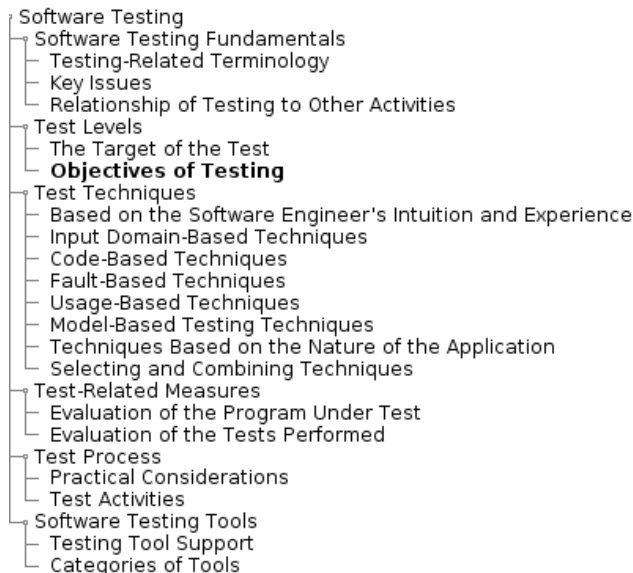 Software Testing
Software Testing Fundamentals
Testing-Related Terminology
Key Issues
Relationship of Testing to Other Activities
Test Levels
The Target of the Test
Objectives of Testing
Test Techniques
Based on the Software Engineer's Intuition and Experience
Input Domain-Based Techniques
Code-Based Techniques
Fault-Based Techniques
Usage-Based Techniques
Model-Based Testing Techniques
Techniques Based on the Nature of the Application
Selecting and Combining Techniques
Test-Related Measures
Evaluation of the Program Under Test
Evaluation of the Tests Performed
Test Process
Practical Considerations
Test Activities
Software Testing Tools
Testing Tool Support
Categories of Tools